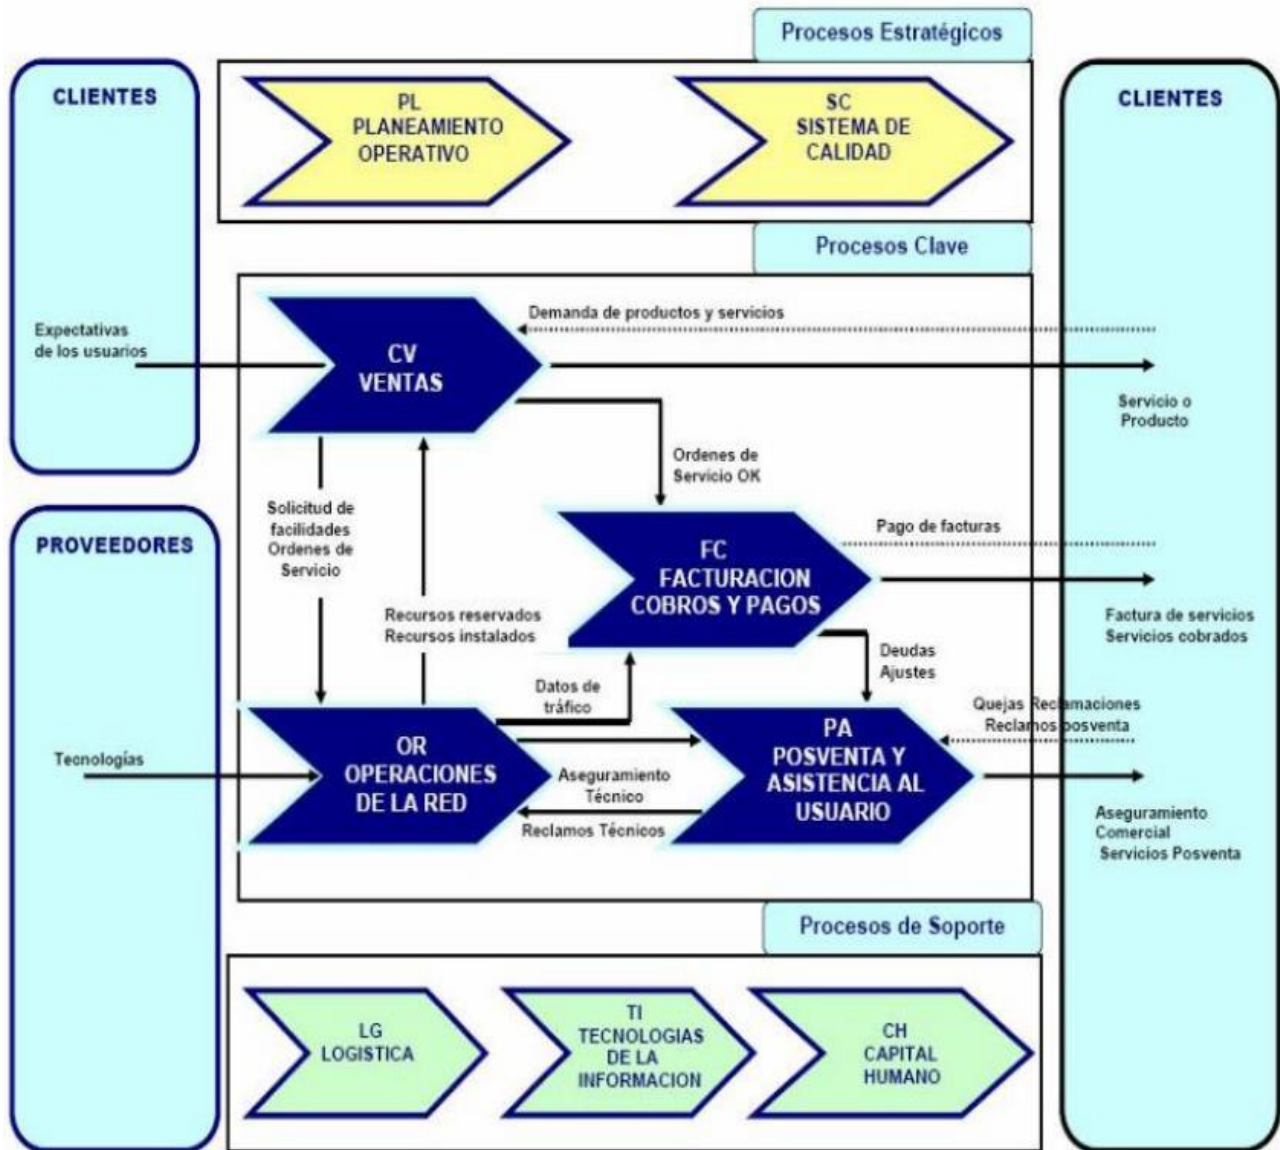 Procesos Estratégicos
CLIENTES
PL
PLANEAMIENTO
OPERATIVO
SC
SISTEMA DE
CALIDAD
CLIENTES
Procesos Clave
Expectativas
de los usuarios
CV
VENTAS
Demanda de productos y servicios
Servicio o
Producto
Ordenes de
Servicio OK
Solicitud de
facilidades
Ordenes de
Servicio
PROVEEDORES
Recursos reservados
Recursos instalados
FC
FACTURACION
COBROS Y PAGOS
Pago de facturas
Factura de servicios
Servicios cobrados
Deudas
Ajustes
Datos de
tráfico
Quejas Reclamaciones
Reclamos posventa
Tecnologías
OR
OPERACIONES
DE LA RED
Aseguramiento
Técnico
Reclamos Técnicos
PA
POSVENTA Y
ASISTENCIA AL
USUARIO
Aseguramiento
Comercial
Servicios Posventa
Procesos de Soporte
LG
LOGISTICA
TI
TECNOLOGIAS
DE LA
INFORMACION
CH
CAPITAL
HUMANO